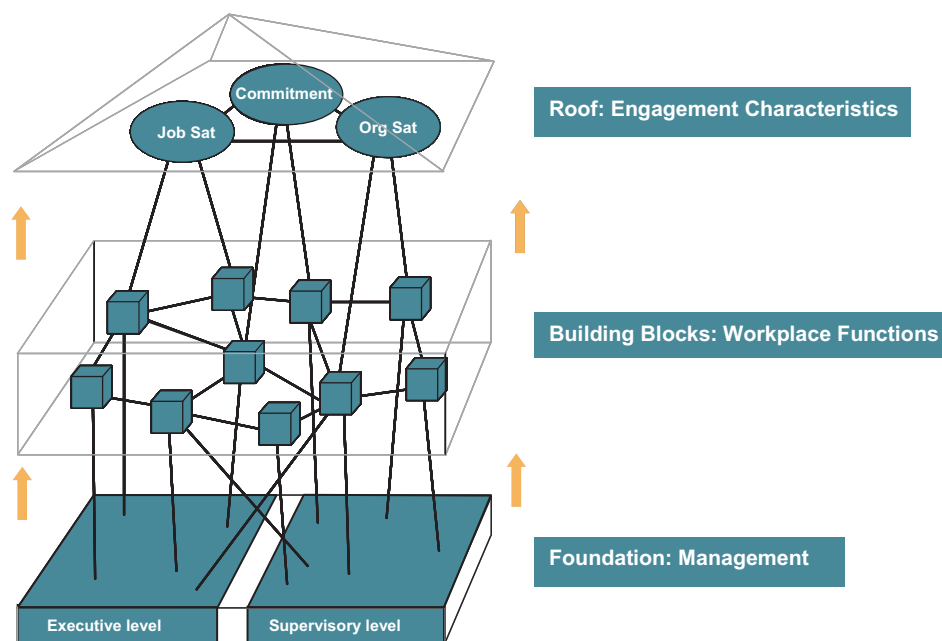 Commitment
Job Sat
Org Sat
Roof: Engagement Characteristics
Building Blocks: Workplace Functions
Foundation: Management
Executive level
Supervisory level